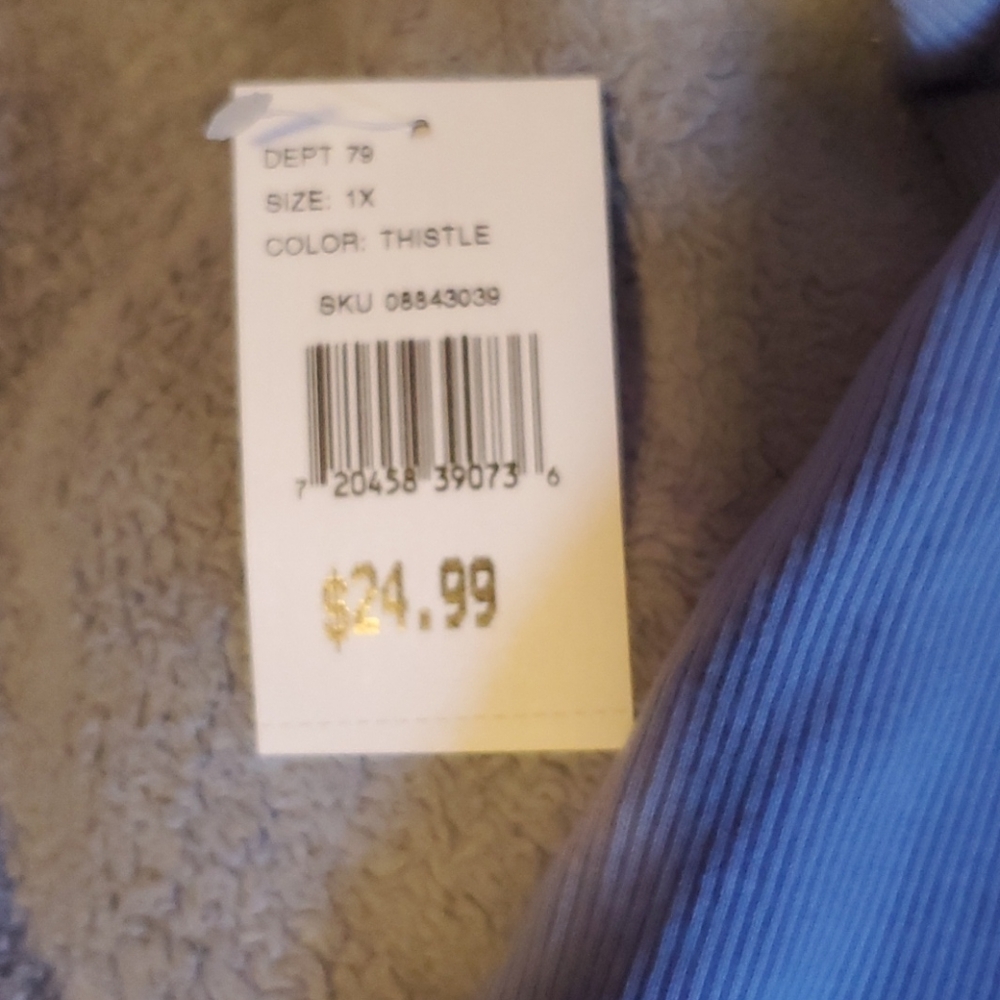 DEPT 79
SIZE: 1X
COLOR: THISTLE
SKU 08843039
7 20458 39073 6
$24.99